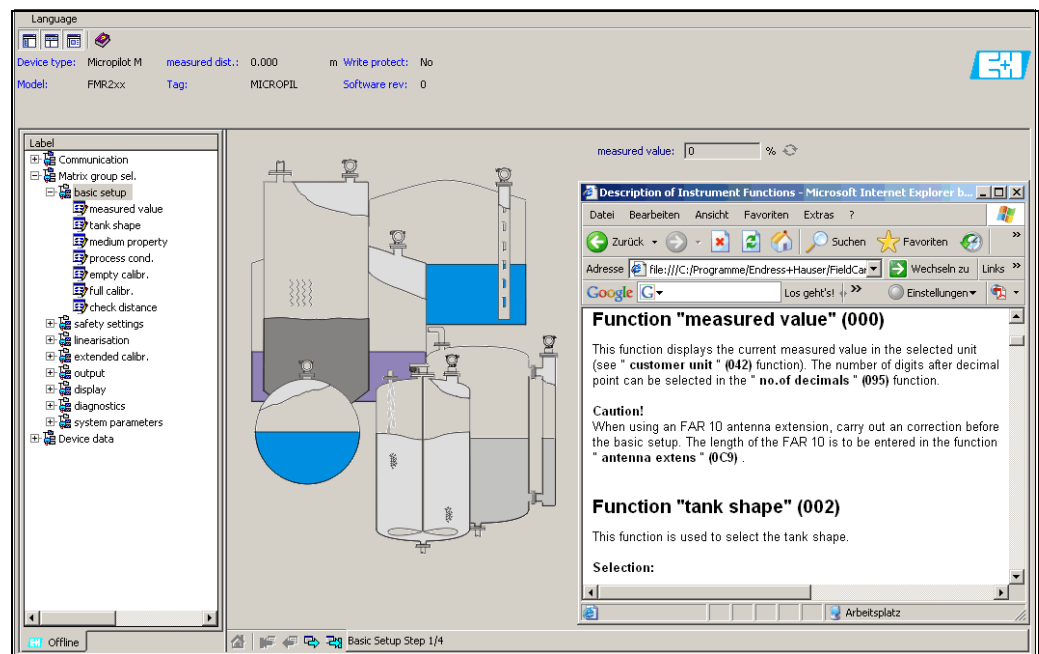 Language
Device type: Micropilot M measured dist.: 0.000 m Write protect: No
Model: FMR2xx Tag: MICROPIL Software rev: 0
E+H
Label
Communication
Matrix group sel.
basic setup
measured value
tank shape
medium property
process cond.
empty calibr.
full calibr.
check distance
safety settings
linearisation
extended calibr.
output
display
diagnostics
system parameters
Device data
measured value: 0 %
Description of Instrument Functions - Microsoft Internet Explorer b...
Datei Bearbeiten Ansicht Favoriten Extras ?
Zurück Suchen Favoriten »
Adresse file:///C:/Programme/Endress+Hauser/FieldCar Wechseln zu Links »
Google G Los geht's! » Einstellungen
Function "measured value" (000)
This function displays the current measured value in the selected unit
(see " customer unit " (042) function). The number of digits after decimal
point can be selected in the " no.of decimals " (095) function.
Caution!
When using an FAR 10 antenna extension, carry out an correction before
the basic setup. The length of the FAR 10 is to be entered in the function
" antenna extens " (0C9) .
Function "tank shape" (002)
This function is used to select the tank shape.
Selection:
Arbeitsplatz
Offline
Basic Setup Step 1/4